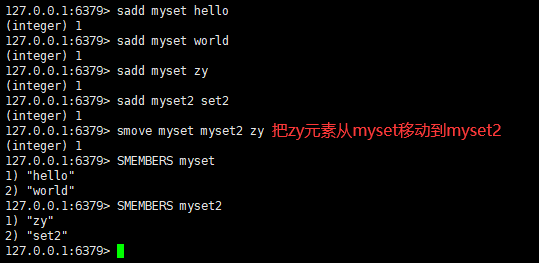 127.0.0.1:6379> sadd myset hello
(integer) 1
127.0.0.1:6379> sadd myset world
(integer) 1
127.0.0.1:6379> sadd myset zy
(integer) 1
127.0.0.1:6379> sadd myset2 set2
(integer) 1
127.0.0.1:6379> smove myset myset2 zy 把zy元素从myset移动到myset2
(integer) 1
127.0.0.1:6379> SMEMBERS myset
1) "hello"
2) "world"
127.0.0.1:6379> SMEMBERS myset2
1) "zy"
2) "set2"
127.0.0.1:6379>